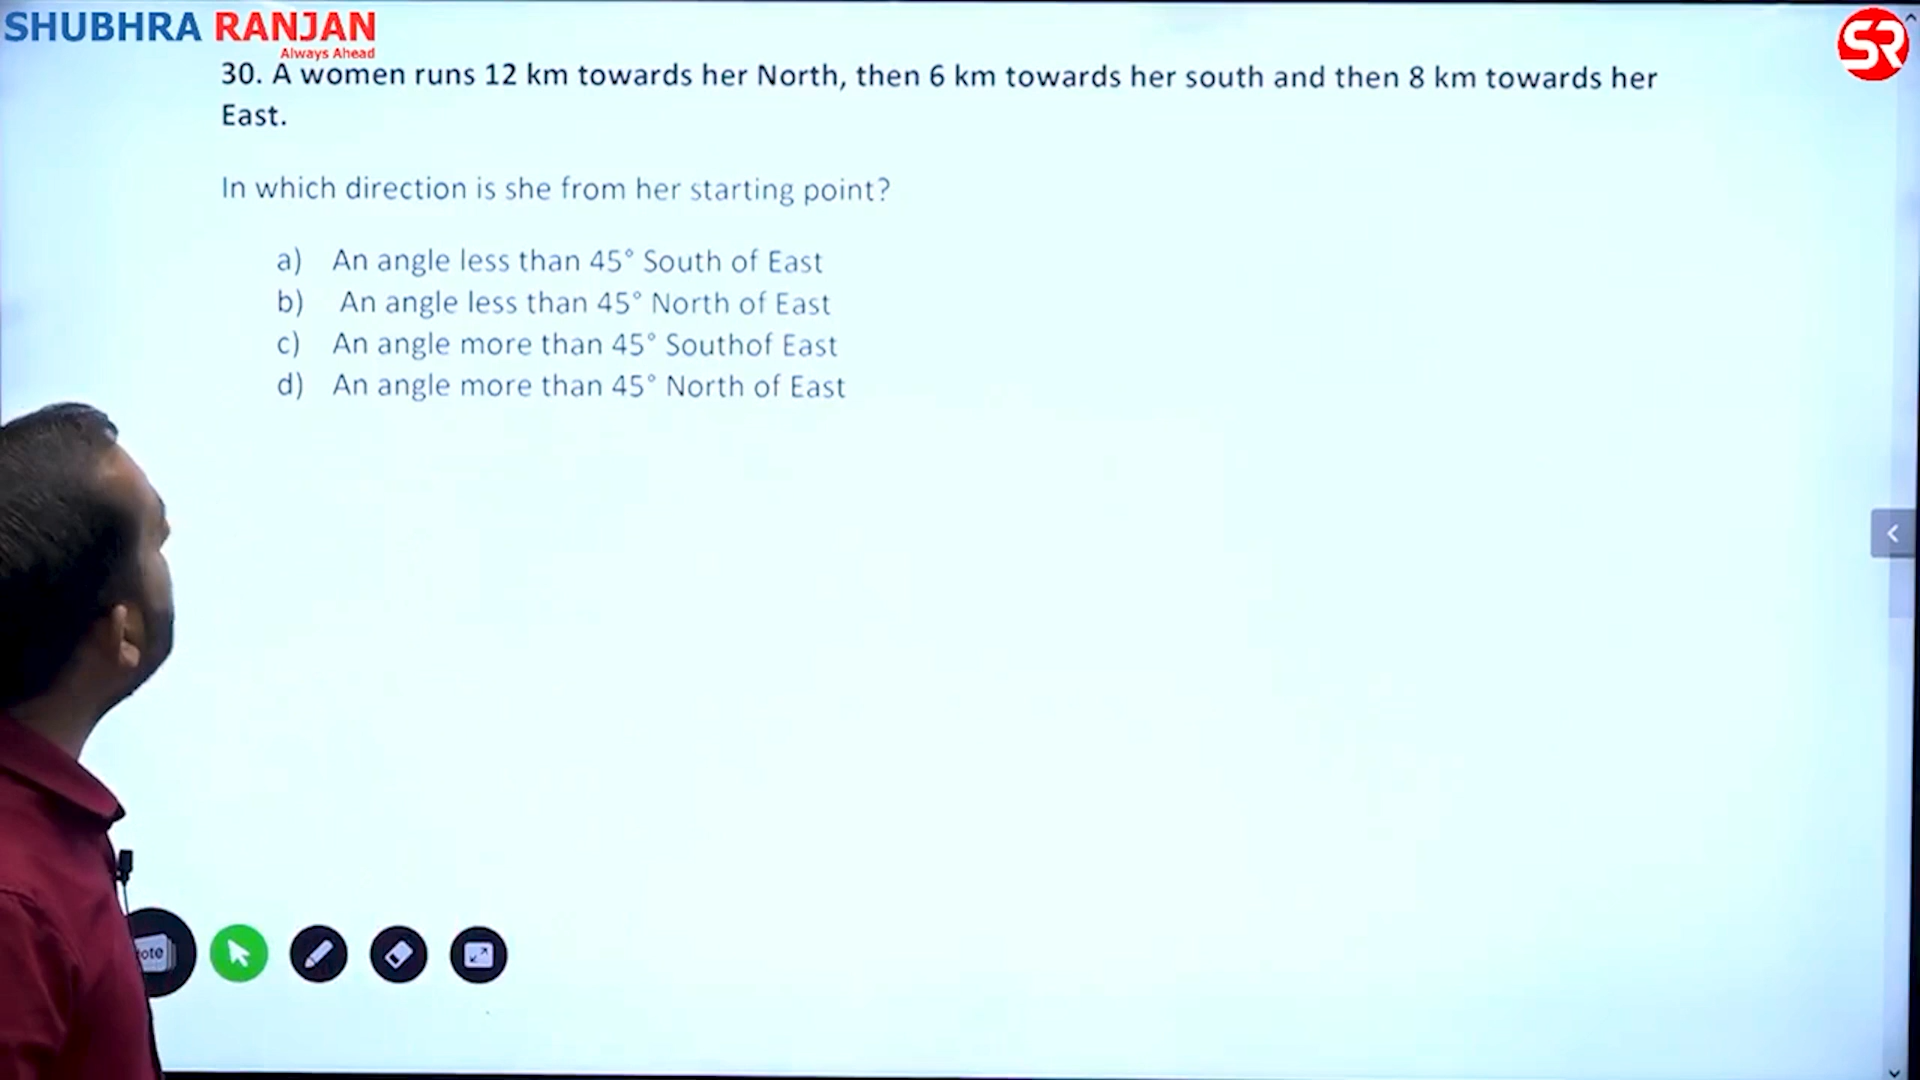 SHUBHRA RANJAN
Always Ahead
SR
30. A women runs 12 km towards her North, then 6 km towards her south and then 8 km towards her
East.
In which direction is she from her starting point?
a) An angle less than 45° South of East
b) An angle less than 45° North of East
c) An angle more than 45° Southof East
d) An angle more than 45° North of East
ote